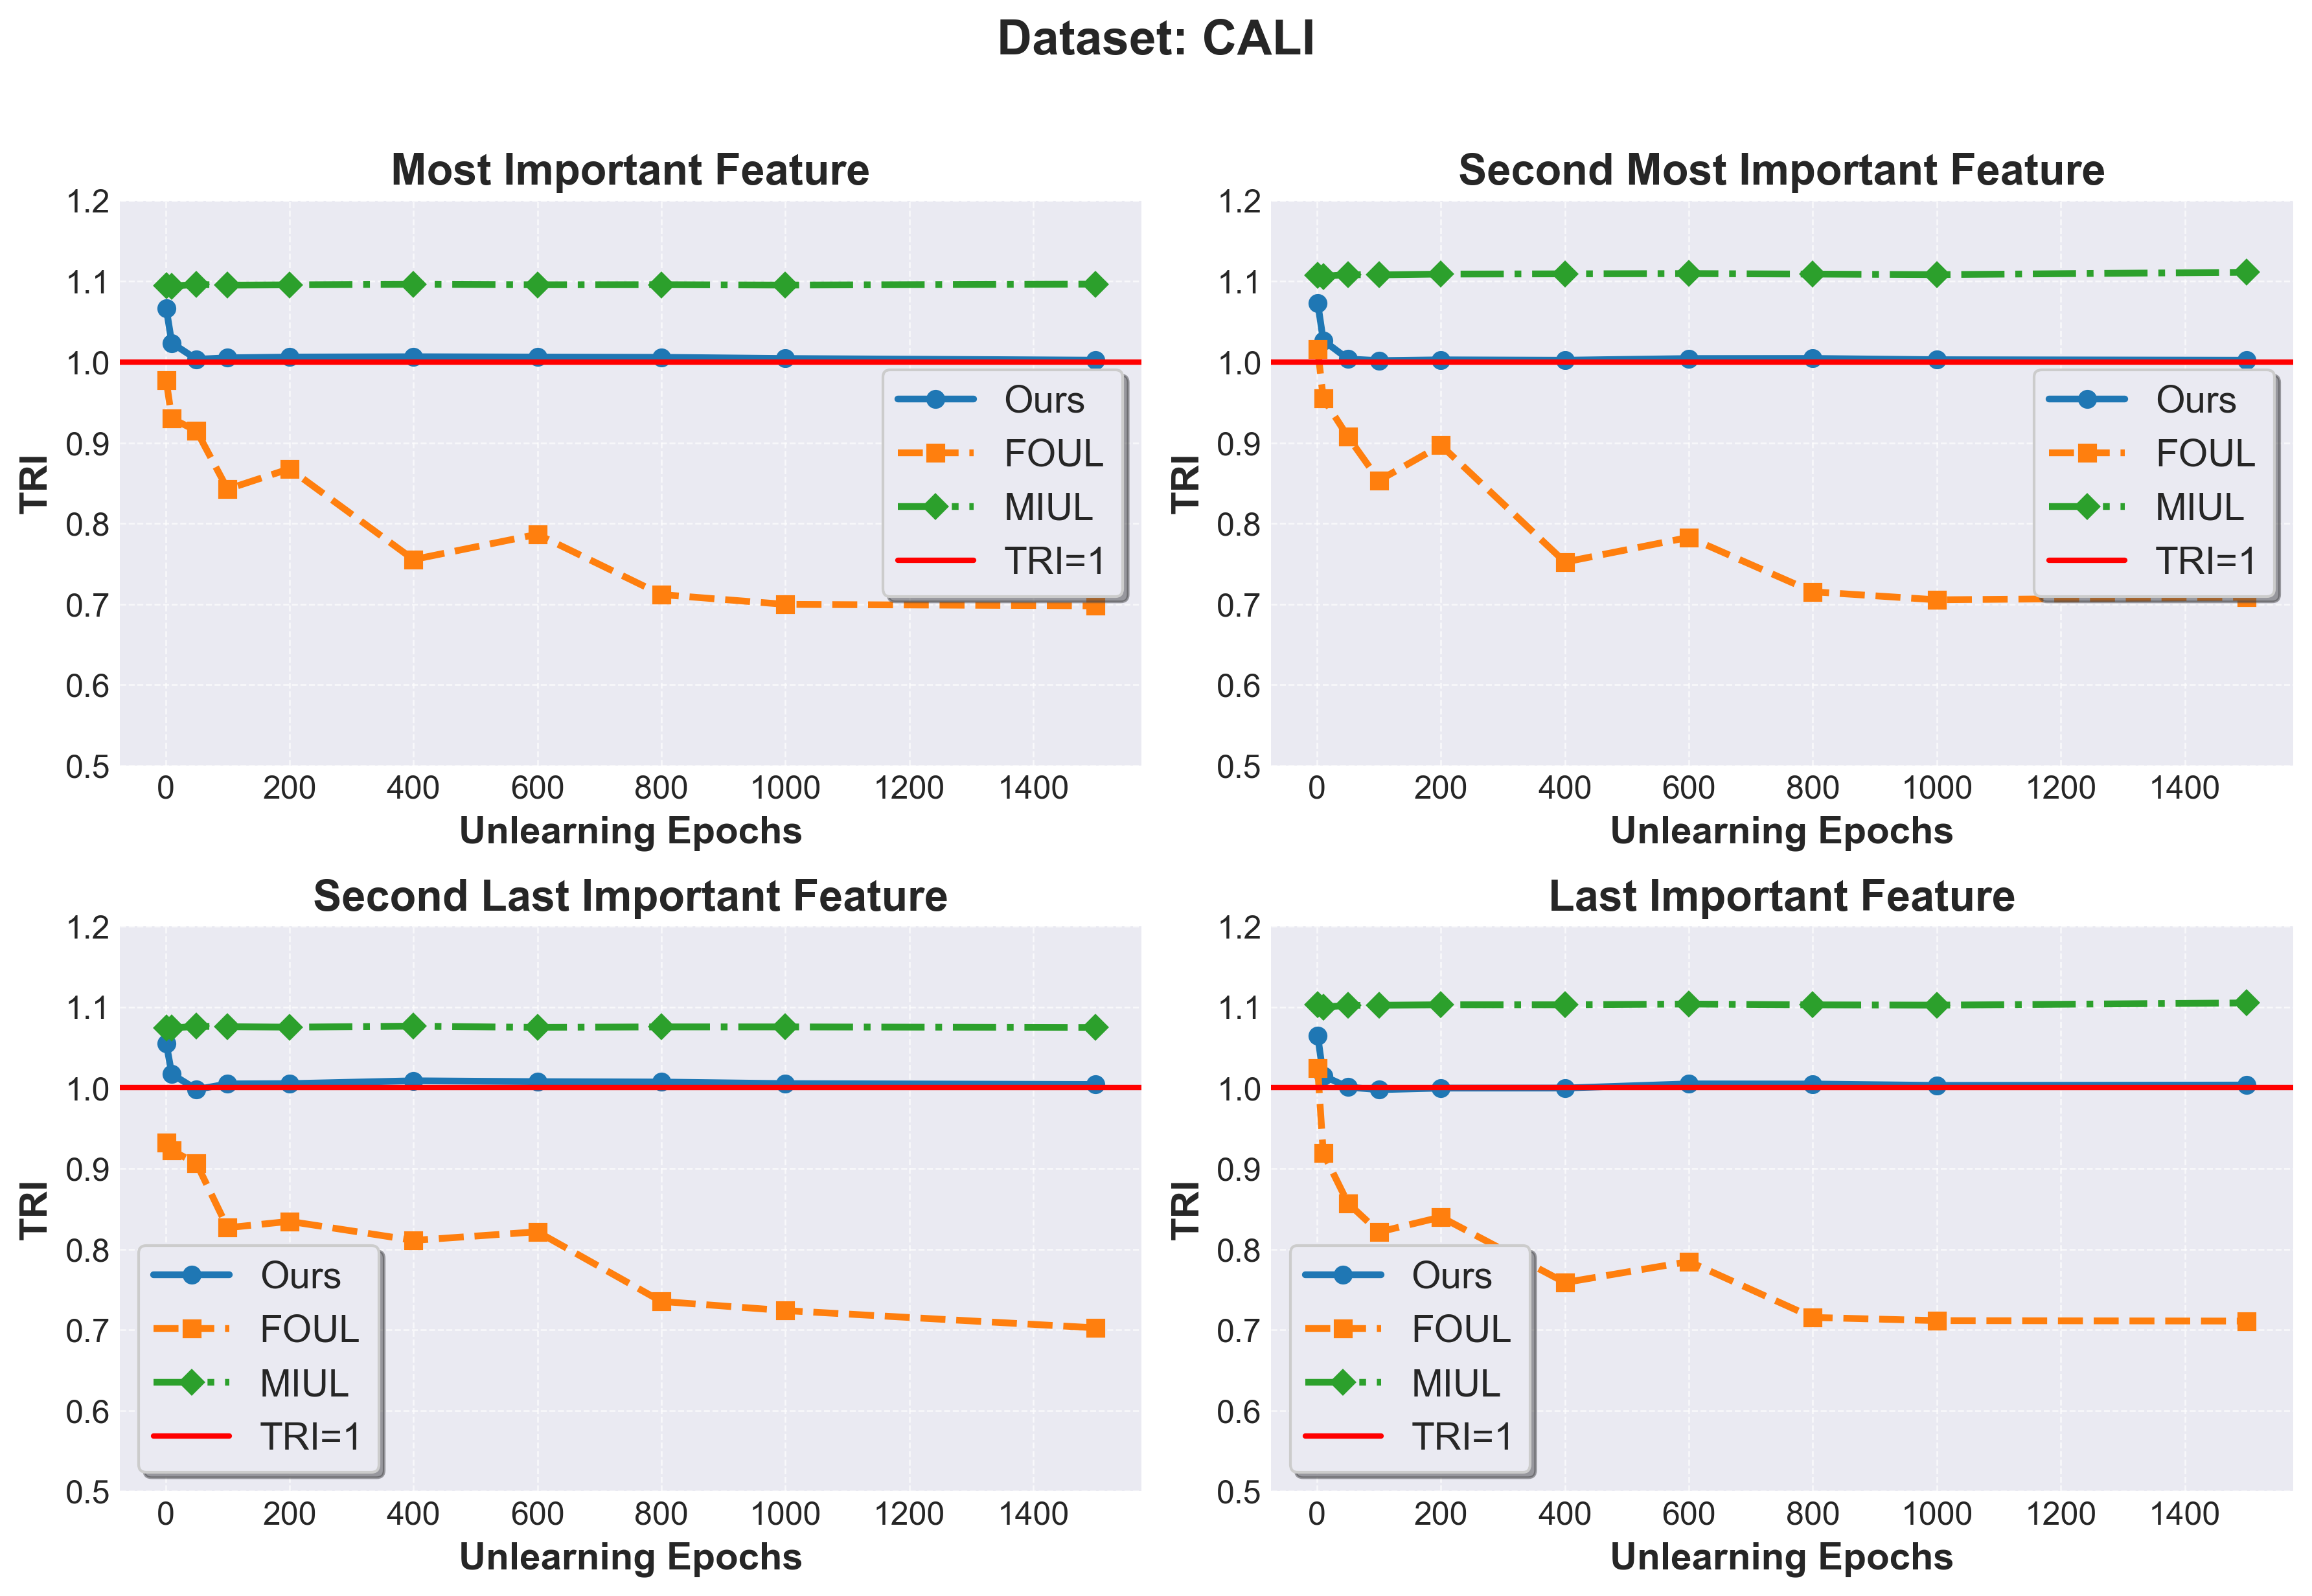 Dataset: CALI
Most Important Feature
1.2
1.1
1.0
0.9
0.8
0.7
0.6
0.5
TRI
Ours
FOUL
MIUL
TRI=1
0 200 400 600 800 1000 1200 1400
Unlearning Epochs
Second Most Important Feature
1.2
1.1
1.0
0.9
0.8
0.7
0.6
0.5
TRI
Ours
FOUL
MIUL
TRI=1
0 200 400 600 800 1000 1200 1400
Unlearning Epochs
Second Last Important Feature
1.2
1.1
1.0
0.9
0.8
0.7
0.6
0.5
TRI
Ours
FOUL
MIUL
TRI=1
0 200 400 600 800 1000 1200 1400
Unlearning Epochs
Last Important Feature
1.2
1.1
1.0
0.9
0.8
0.7
0.6
0.5
TRI
Ours
FOUL
MIUL
TRI=1
0 200 400 600 800 1000 1200 1400
Unlearning Epochs